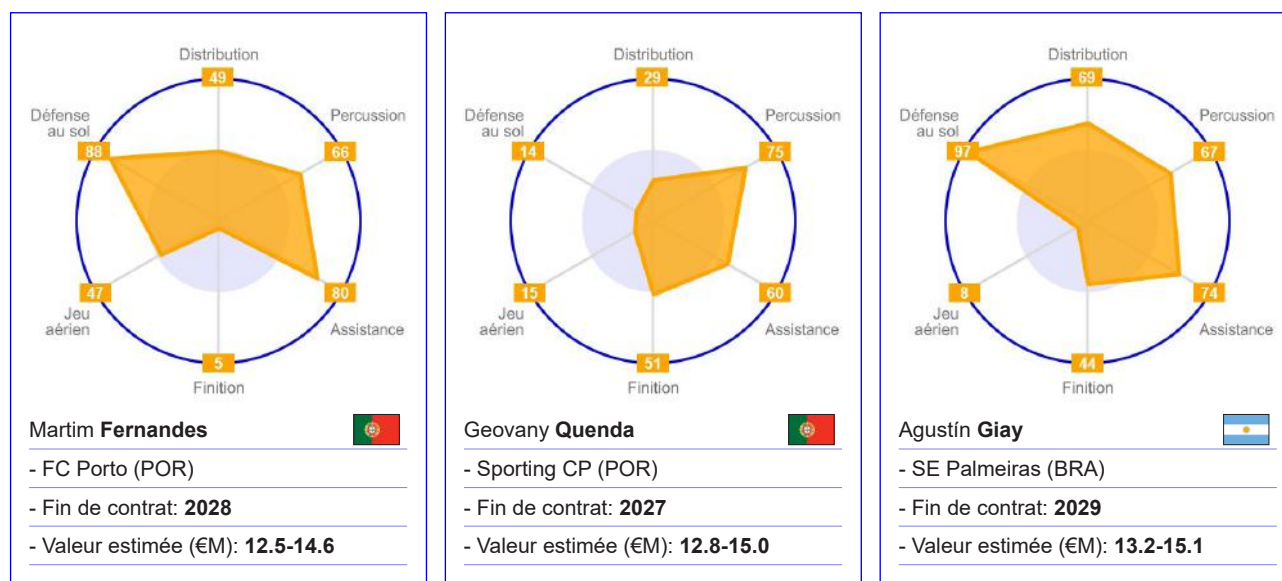 Distribution
49
Défense
au sol
88
Percussion
66
47
Jeu
aérien
80
Assistance
5
Finition
Martim Fernandes
- FC Porto (POR)
- Fin de contrat: 2028
- Valeur estimée (€M): 12.5-14.6
Distribution
29
Défense
au sol
14
Percussion
75
15
Jeu
aérien
60
Assistance
51
Finition
Geovany Quenda
- Sporting CP (POR)
- Fin de contrat: 2027
- Valeur estimée (€M): 12.8-15.0
Distribution
69
Défense
au sol
97
Percussion
67
8
Jeu
aérien
74
Assistance
44
Finition
Agustín Giay
- SE Palmeiras (BRA)
- Fin de contrat: 2029
- Valeur estimée (€M): 13.2-15.1